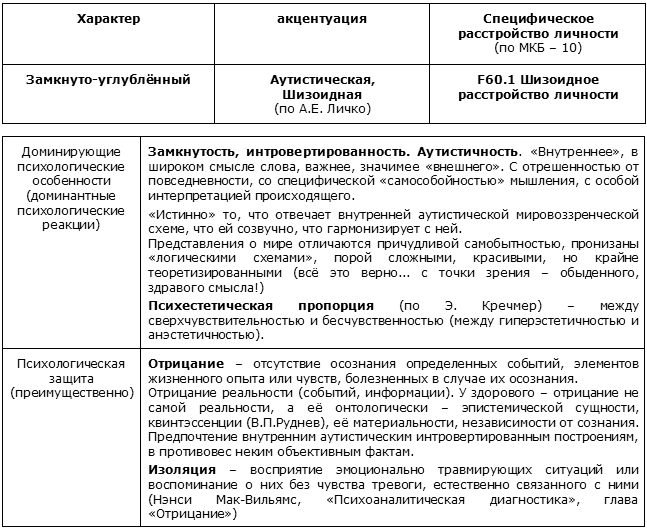 Характер
акцентуация
Специфическое
расстройство личности
(по МКБ – 10)
Замкнуто-углублённый
Аутистическая,
Шизоидная
(по А.Е. Личко)
F60.1 Шизоидное
расстройство личности
Доминирующие
психологические
особенности
(доминантные
психологические
реакции)
Замкнутость, интровертированность. Аутистичность. «Внутреннее», в
широком смысле слова, важнее, значимее «внешнего». С отрешенностью от
повседневности, со специфической «самособойностью» мышления, с особой
интерпретацией происходящего.
«Истинно» то, что отвечает внутренней аутистической мировоззренческой
схеме, что ей созвучно, что гармонизирует с ней.
Представления о мире отличаются причудливой самобытностью, пронизаны
«логическими схемами», порой сложными, красивыми, но крайне
теоретизированными (всё это верно... с точки зрения – обыденного,
здравого смысла!)
Психестетическая пропорция (по Э. Кречмер) – между
сверхчувствительностью и бесчувственностью (между гиперэстетичностью и
анэстетичностью).
Психологическая
защита
(преимущественно)
Отрицание – отсутствие осознания определенных событий, элементов
жизненного опыта или чувств, болезненных в случае их осознания.
Отрицание реальности (событий, информации). У здорового – отрицание не
самой реальности, а её онтологически – эпистемической сущности,
квинтэссенции (В.П.Руднев), её материальности, независимости от сознания.
Предпочтение внутренним аутистическим интровертированным построениям,
в противовес неким объективным фактам.
Изоляция – восприятие эмоционально травмирующих ситуаций или
воспоминание о них без чувства тревоги, естественно связанного с ними
(Нэнси Мак-Вильямс, «Психоаналитическая диагностика», глава
«Отрицание»)